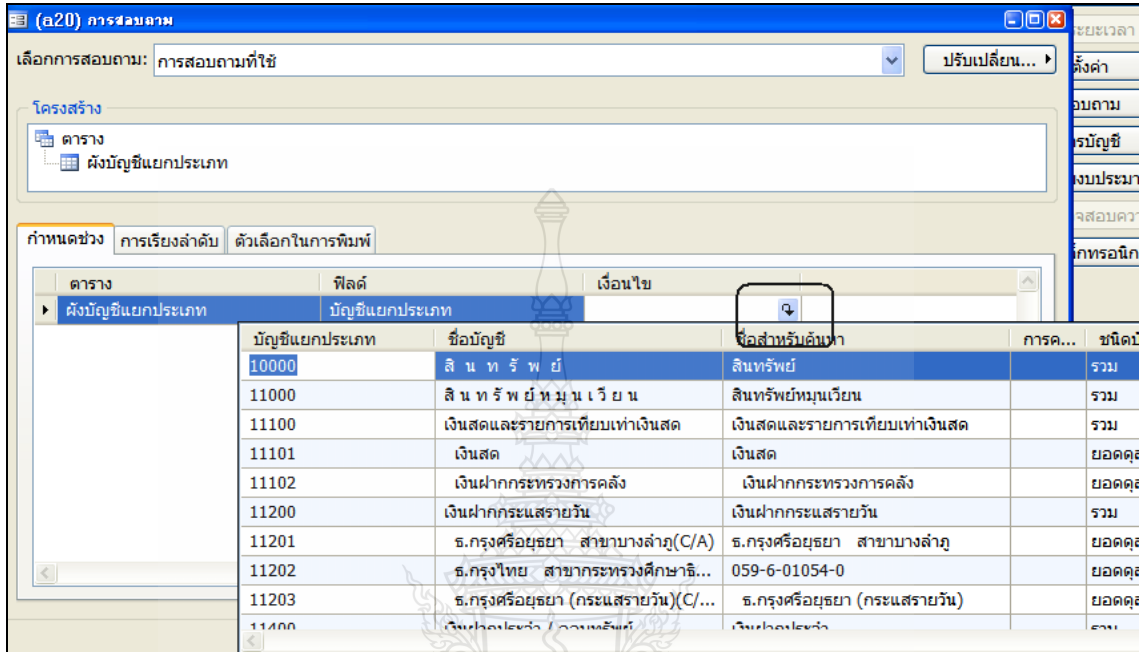 (a20) การสอบถาม
เลือกการสอบถาม: การสอบถามที่ใช้ ปรับเปลี่ยน...
โครงสร้าง
ตาราง
ผังบัญชีแยกประเภท
กำหนดช่วง การเรียงลำดับ ตัวเลือกในการพิมพ์
ตาราง ฟิลด์ เงื่อนไข
ผังบัญชีแยกประเภท บัญชีแยกประเภท
บัญชีแยกประเภท ชื่อบัญชี ชื่อสำหรับค้นหา การค...
10000 สิ น ท รั พ ย์ สินทรัพย์ รวม
11000 สิ น ท รั พ ย์ ห มุ น เ วี ย น สินทรัพย์หมุนเวียน รวม
11100 เงินสดและรายการเทียบเท่าเงินสด เงินสดและรายการเทียบเท่าเงินสด รวม
11101 เงินสด เงินสด
11102 เงินฝากกระทรวงการคลัง เงินฝากกระทรวงการคลัง
11200 เงินฝากกระแสรายวัน เงินฝากกระแสรายวัน รวม
11201 ธ.กรุงศรีอยุธยา สาขาบางลำภู(C/A) ธ.กรุงศรีอยุธยา สาขาบางลำภู
11202 ธ.กรุงไทย สาขากระทรวงศึกษาธิ... 059-6-01054-0
11203 ธ.กรุงศรีอยุธยา (กระแสรายวัน)(C/... ธ.กรุงศรีอยุธยา (กระแสรายวัน)